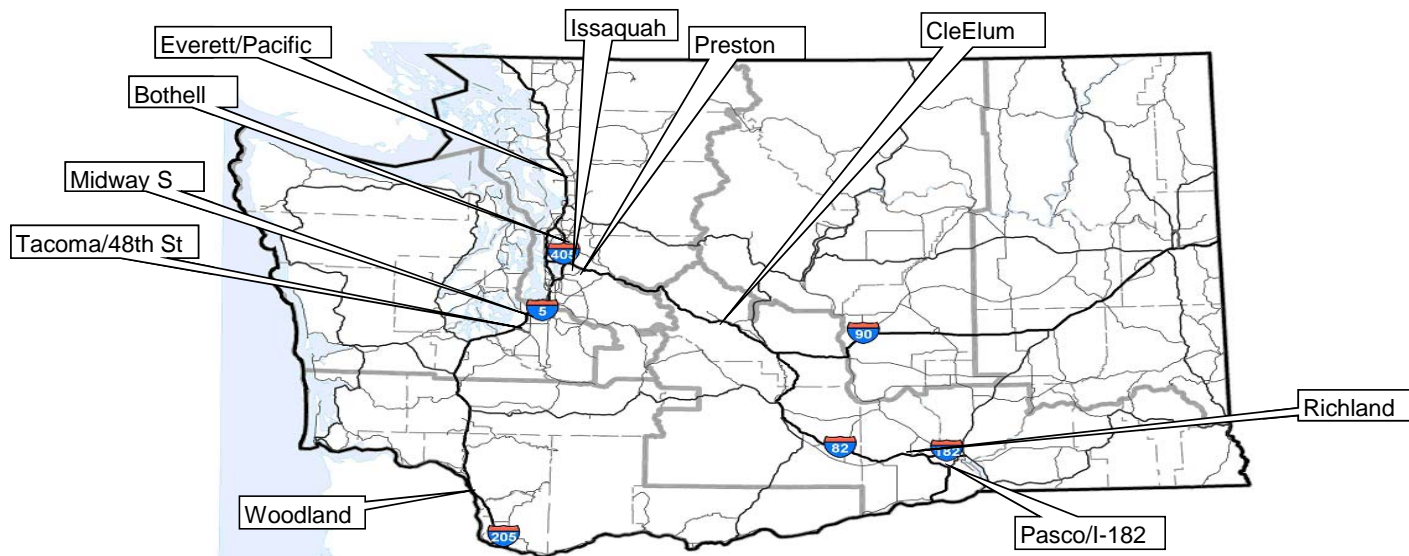 Issaquah
Everett/Pacific
Preston
CleElum
Bothell
Midway S
Tacoma/48th St
405
5
90
Richland
82
182
Woodland
205
Pasco/I-182